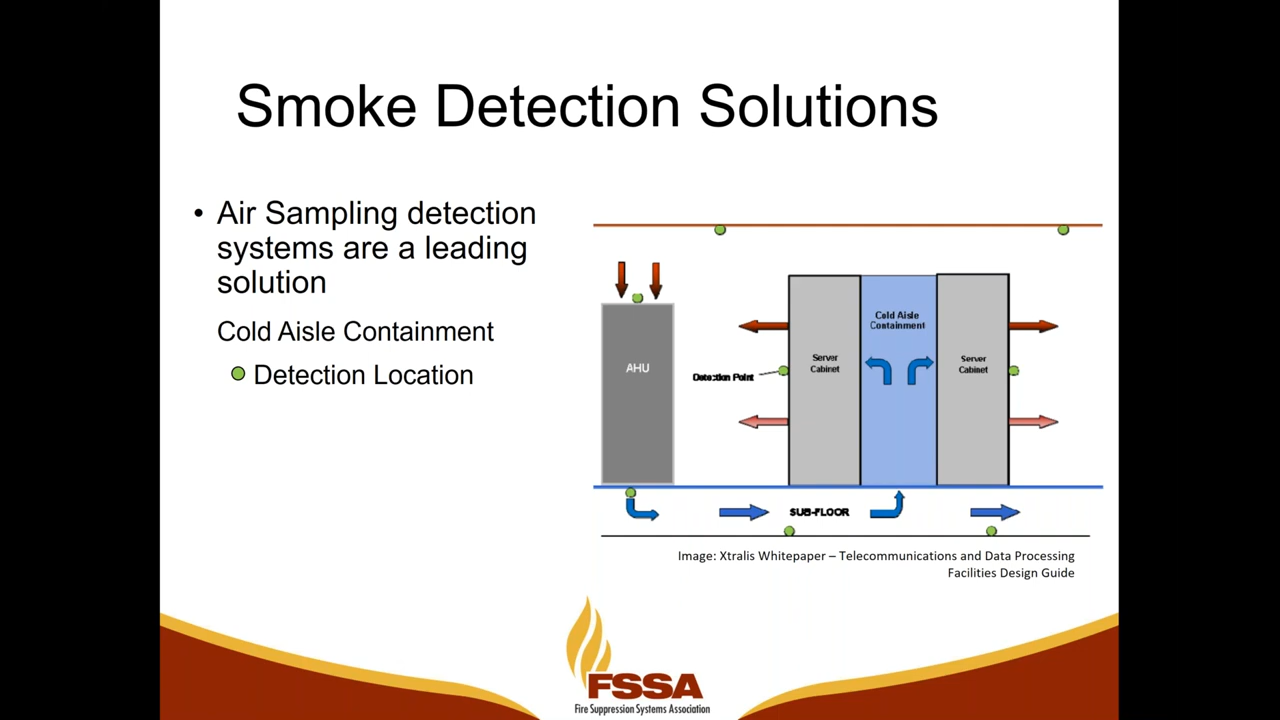 Smoke Detection Solutions
• Air Sampling detection
systems are a leading
solution
Cold Aisle Containment
Detection Location
AHU
Detection Point
Server
Cabinet
Cold Aisle
Containment
Server
Cabinet
SUB-FLOOR
Image: Xtralis Whitepaper – Telecommunications and Data Processing
Facilities Design Guide
FSSA
Fire Suppression Systems Association